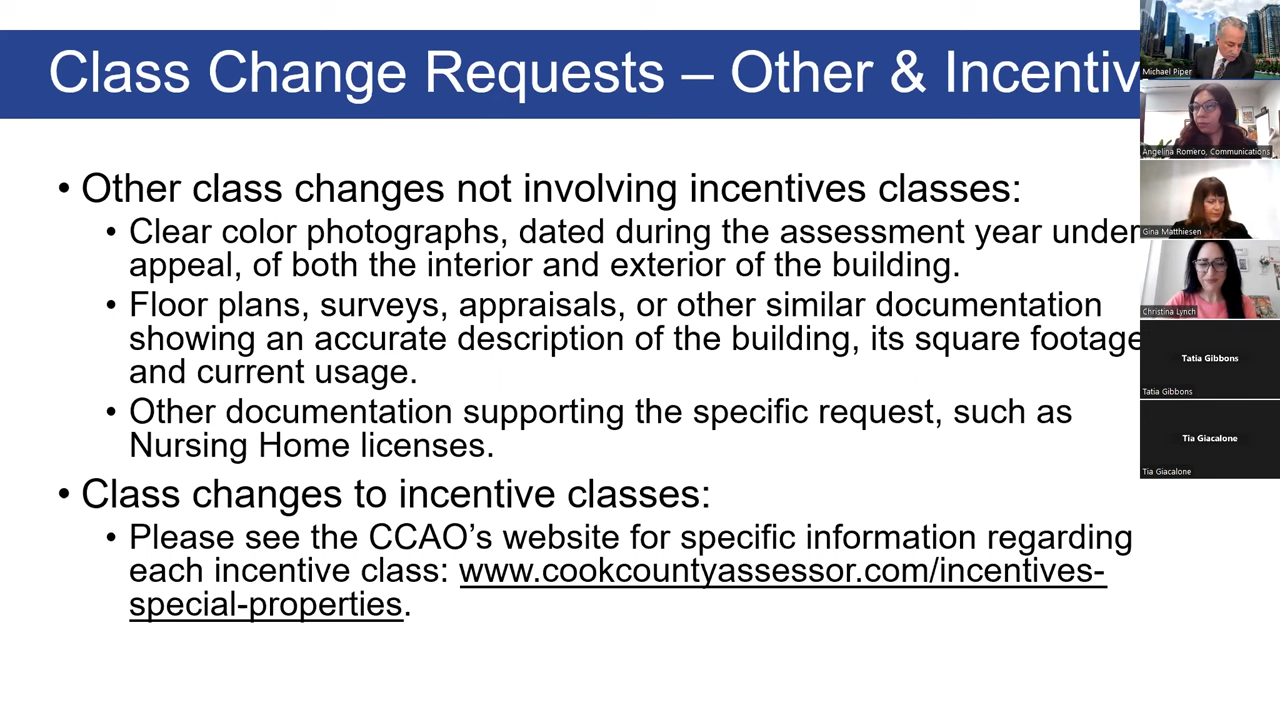 Class Change Requests – Other & Incentiv
• Other class changes not involving incentives classes:
• Clear color photographs, dated during the assessment year under
appeal, of both the interior and exterior of the building.
• Floor plans, surveys, appraisals, or other similar documentation
showing an accurate description of the building, its square footage
and current usage.
• Other documentation supporting the specific request, such as
Nursing Home licenses.
• Class changes to incentive classes:
• Please see the CCAO’s website for specific information regarding
each incentive class: www.cookcountyassessor.com/incentives-
special-properties.
Michael Piper
Angelina Romero, Communications
Gina Matthiesen
Christina Lynch
Tatia Gibbons
Tatia Gibbons
Tia Giacalone
Tia Giacalone